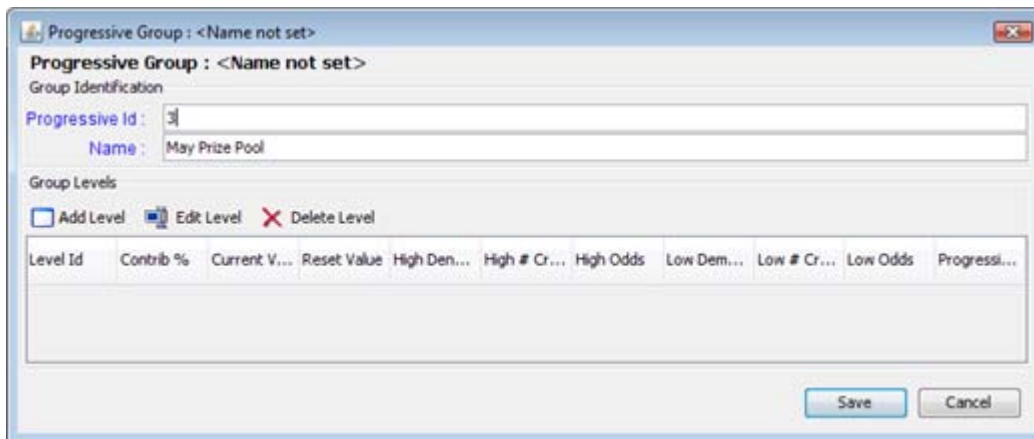 Progressive Group : <Name not set>
Progressive Group : <Name not set>
Group Identification
Progressive Id : 3
Name : May Prize Pool
Group Levels
Add Level Edit Level Delete Level
Level Id Contrib % Current V... Reset Value High Den... High # Cr... High Odds Low Dem... Low # Cr... Low Odds Progressi...
Save Cancel